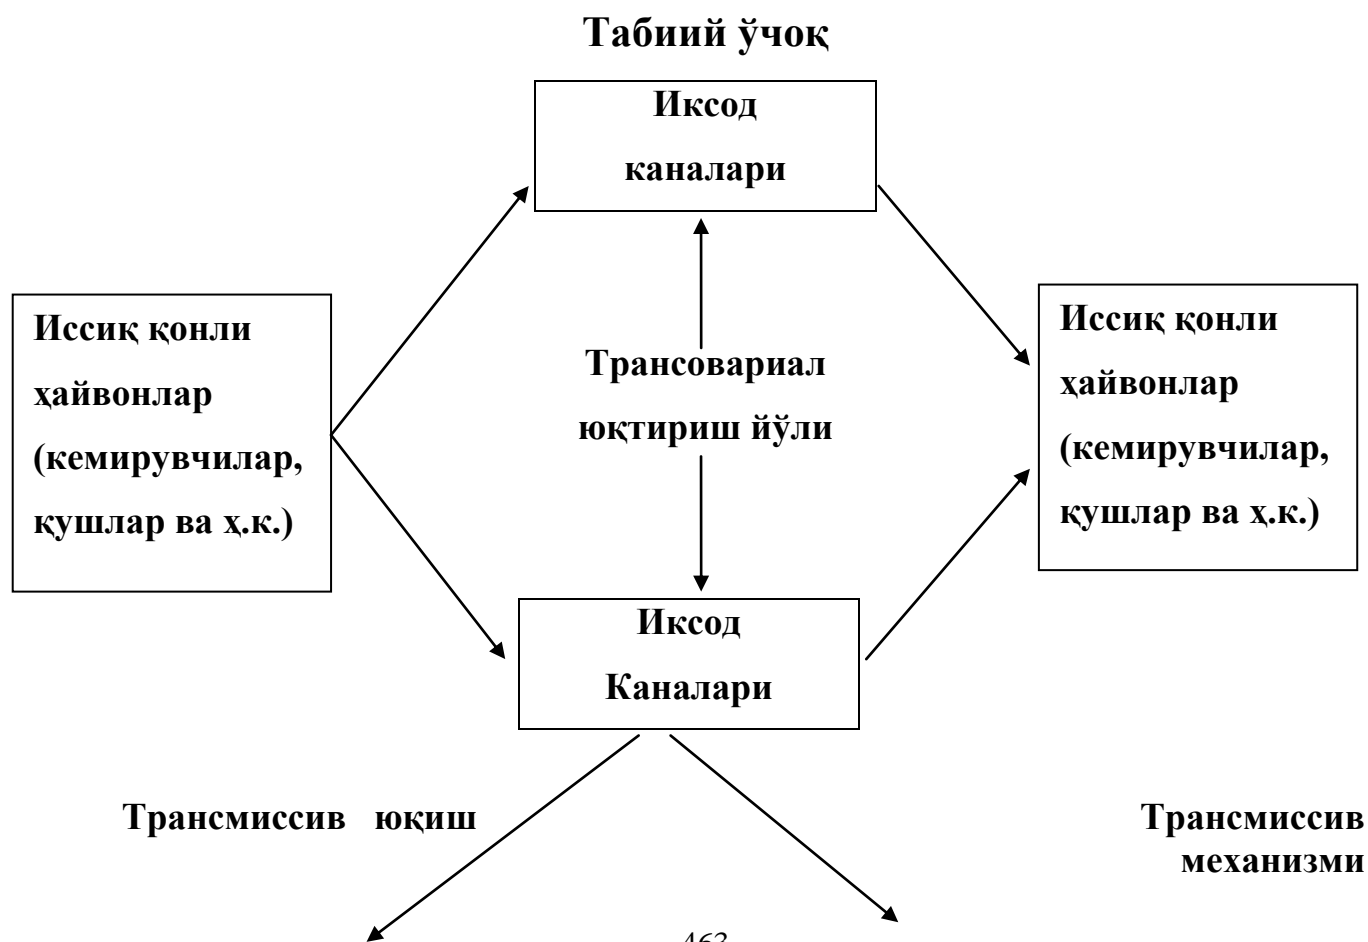 Табиий ўчоқ
Иксод
каналари
Иссиқ қонли
ҳайвонлар
(кемирувчилар,
қушлар ва ҳ.к.)
Трансовариал
юқтириш йўли
Иссиқ қонли
ҳайвонлар
(кемирувчилар,
қушлар ва ҳ.к.)
Иксод
Каналари
Трансмиссив юқиш
Трансмиссив
механизми